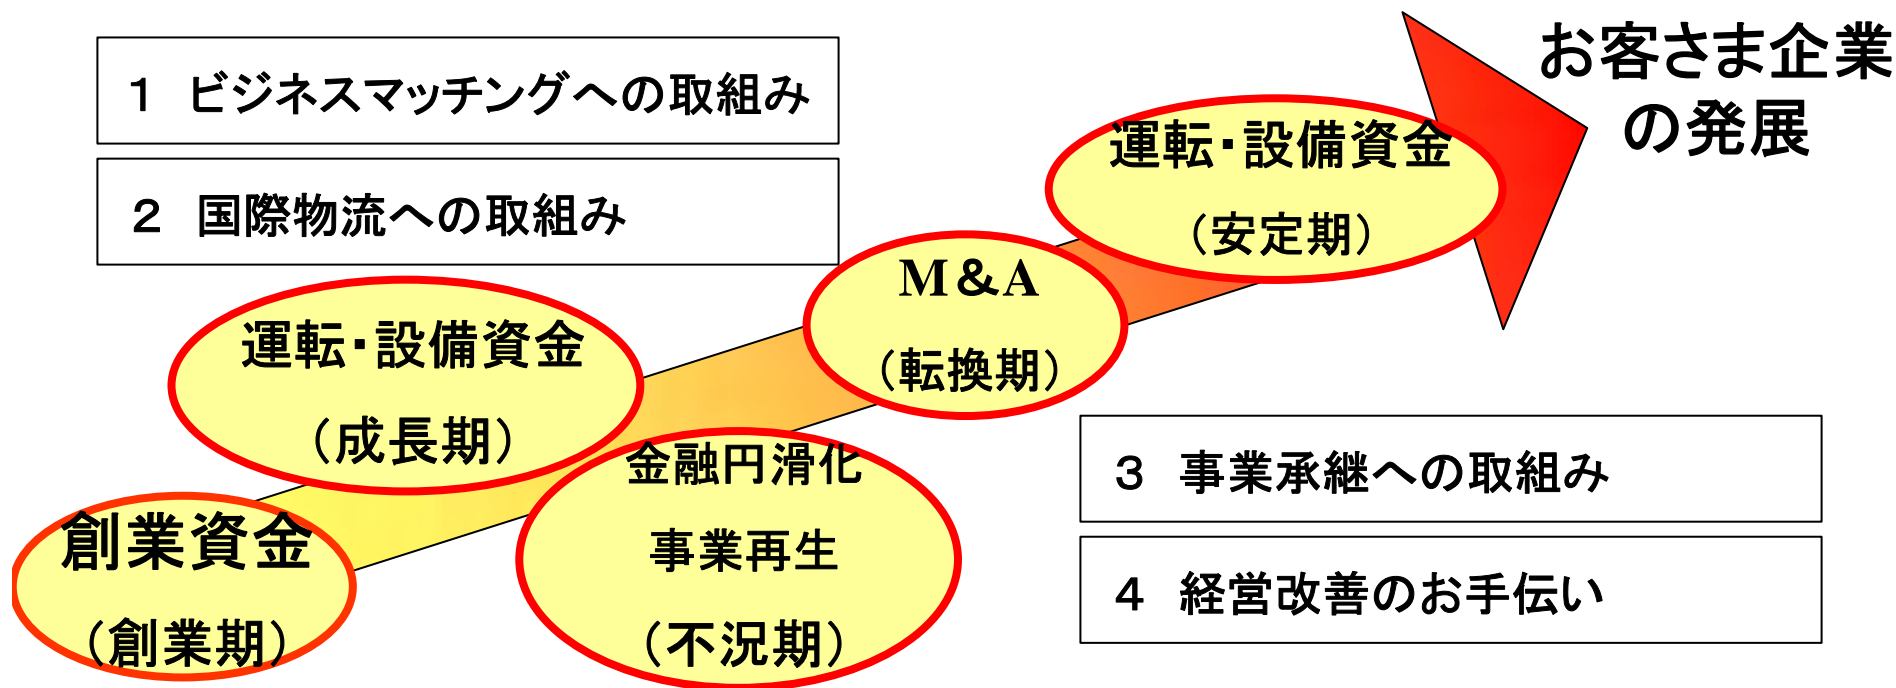 1 ビジネスマッチングへの取組み
2 国際物流への取組み
お客さま企業
の発展
運転・設備資金
（安定期）
M＆A
（転換期）
運転・設備資金
（成長期）
金融円滑化
事業再生
（不況期）
創業資金
（創業期）
3 事業承継への取組み
4 経営改善のお手伝い